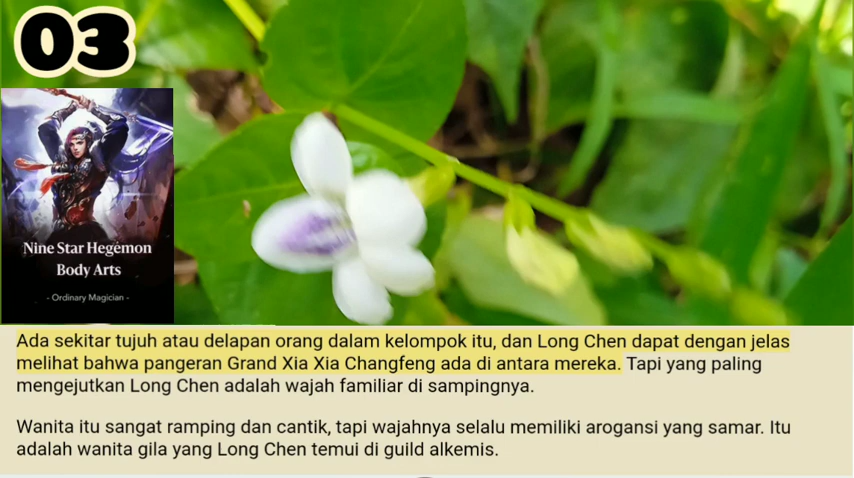 03
Nine Star Hegemon
Body Arts
- Ordinary Magician -
Ada sekitar tujuh atau delapan orang dalam kelompok itu, dan Long Chen dapat dengan jelas
melihat bahwa pangeran Grand Xia Xia Changfeng ada di antara mereka. Tapi yang paling
mengejutkan Long Chen adalah wajah familiar di sampingnya.
Wanita itu sangat ramping dan cantik, tapi wajahnya selalu memiliki arogansi yang samar. Itu
adalah wanita gila yang Long Chen temui di guild alkemis.